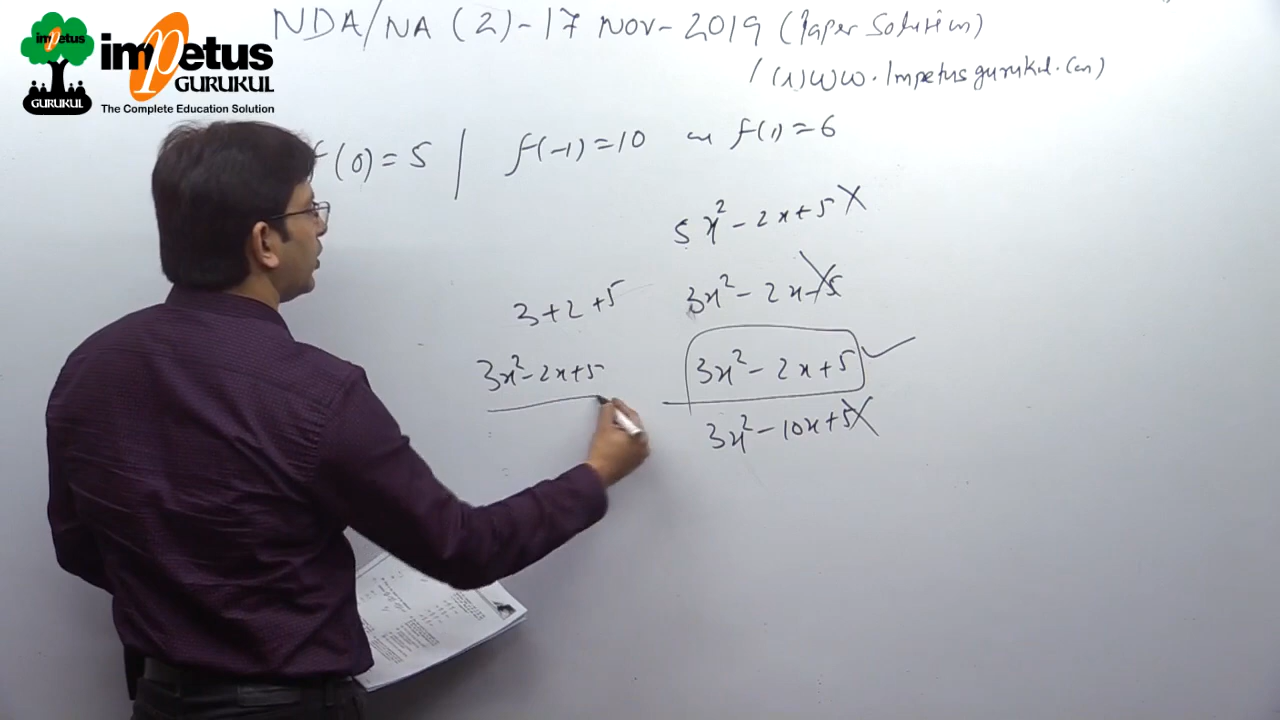 impetus
GURUKUL
impetus
GURUKUL
The Complete Education Solution
NDA/NA (2)-17 Nov-2019 (Paper Solution)
www.Impetusgurukul.Com
f(0)=5 | f(-1)=10 f(1)=6
5x²-2x+5
3x²-2x-5
3+2+5
3x²-2x+5
3x²-2x+5
3x²-10x+5